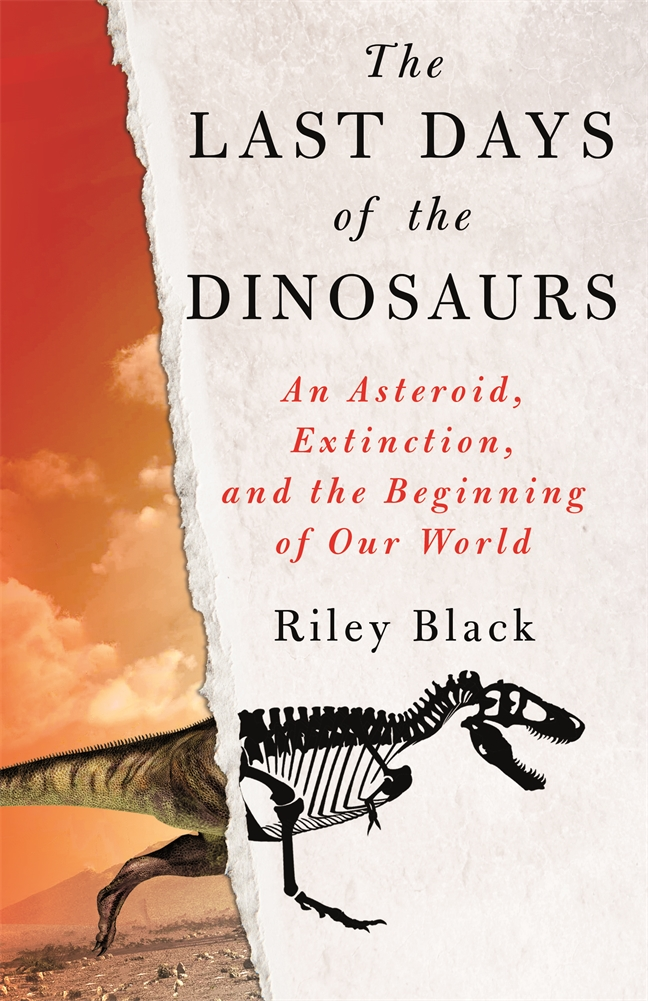 The
LAST DAYS
of the
DINOSAURS
An Asteroid,
Extinction,
and the Beginning
of Our World
Riley Black